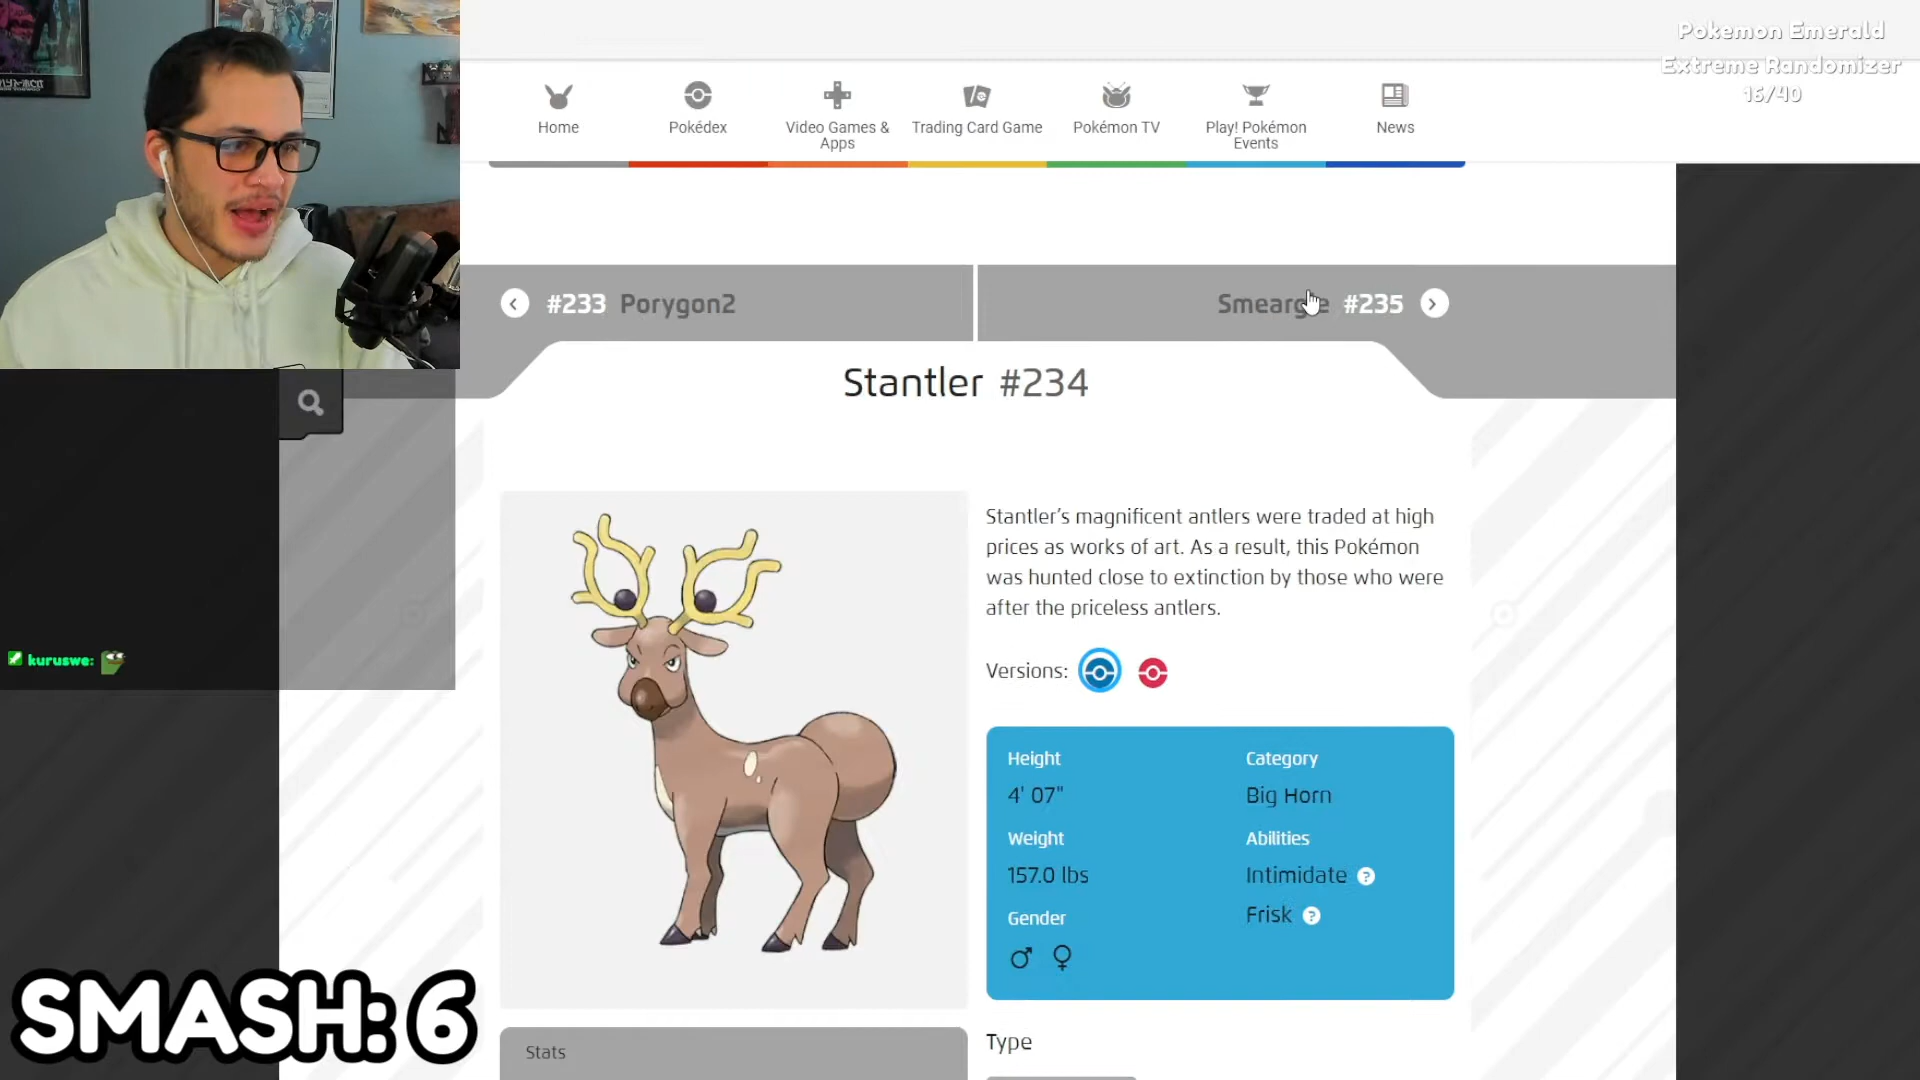 Pokemon Emerald
Extreme Randomizer
16/40
Home
Pokédex
Video Games &
Apps
Trading Card Game
Pokémon TV
Play! Pokémon
Events
News
#233 Porygon2
Smeargle #235
Stantler #234
Stantler's magnificent antlers were traded at high
prices as works of art. As a result, this Pokémon
was hunted close to extinction by those who were
after the priceless antlers.
Versions:
Height
4' 07"
Weight
157.0 lbs
Gender
Category
Big Horn
Abilities
Intimidate ?
Frisk ?
kuruswe:
SMASH: 6
Stats
Type